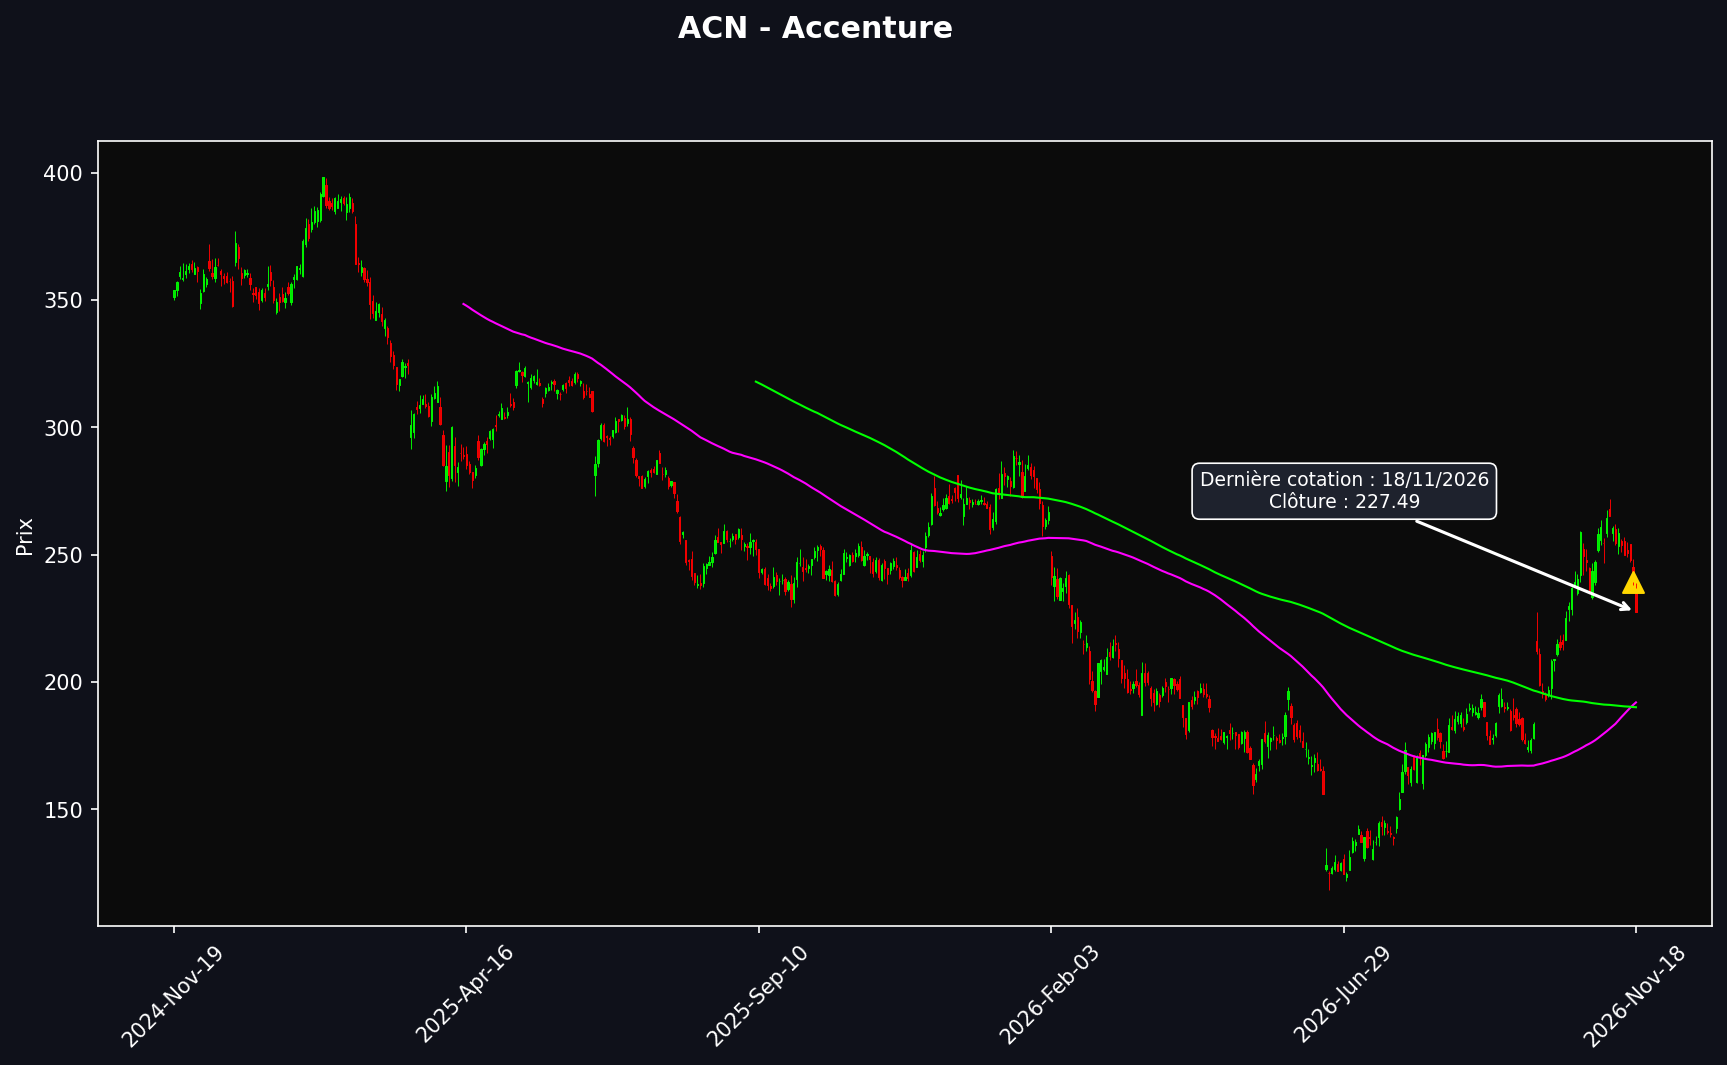 ACN - Accenture
Prix
400
350
300
250
200
150
Dernière cotation : 18/11/2026
Clôture : 227.49
2024-Nov-19
2025-Apr-16
2025-Sep-10
2026-Feb-03
2026-Jun-29
2026-Nov-18